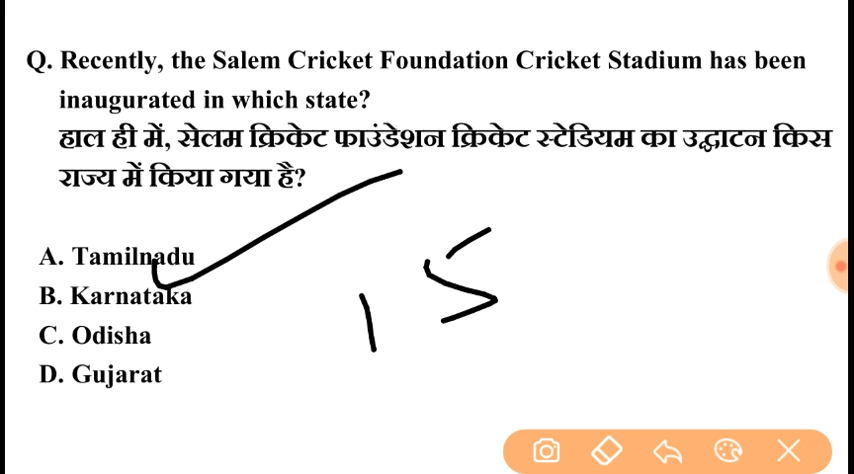 Q. Recently, the Salem Cricket Foundation Cricket Stadium has been
inaugurated in which state?
हाल ही में, सेलम क्रिकेट फाउंडेशन क्रिकेट स्टेडियम का उद्घाटन किस
राज्य में किया गया है?
A. Tamilnadu
B. Karnataka
C. Odisha
D. Gujarat
15